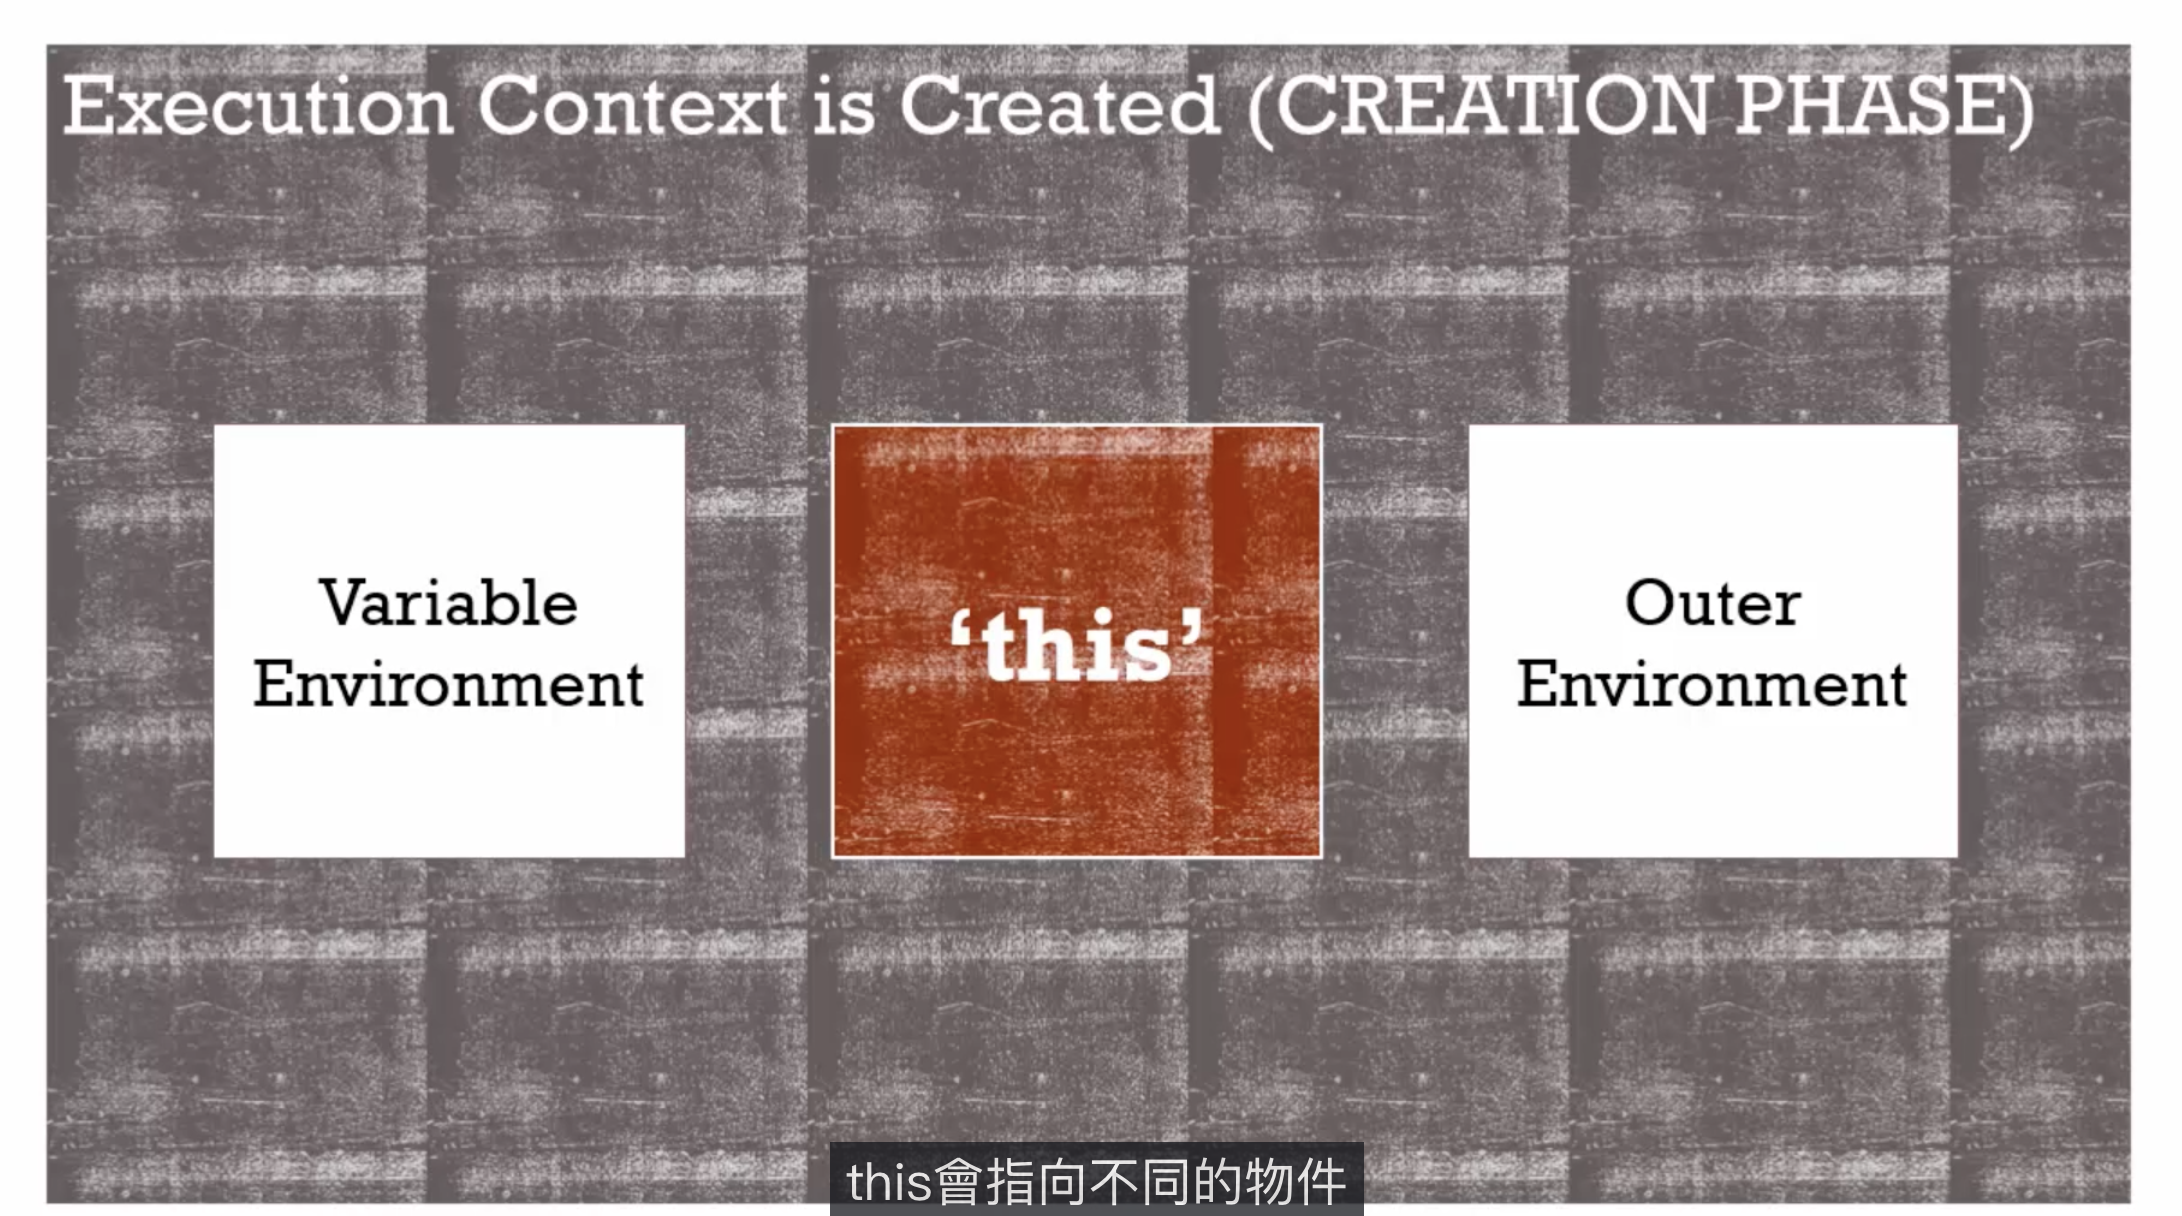 Execution Context is Created (CREATION PHASE)
Variable
Environment
‘this’
Outer
Environment
this會指向不同的物件